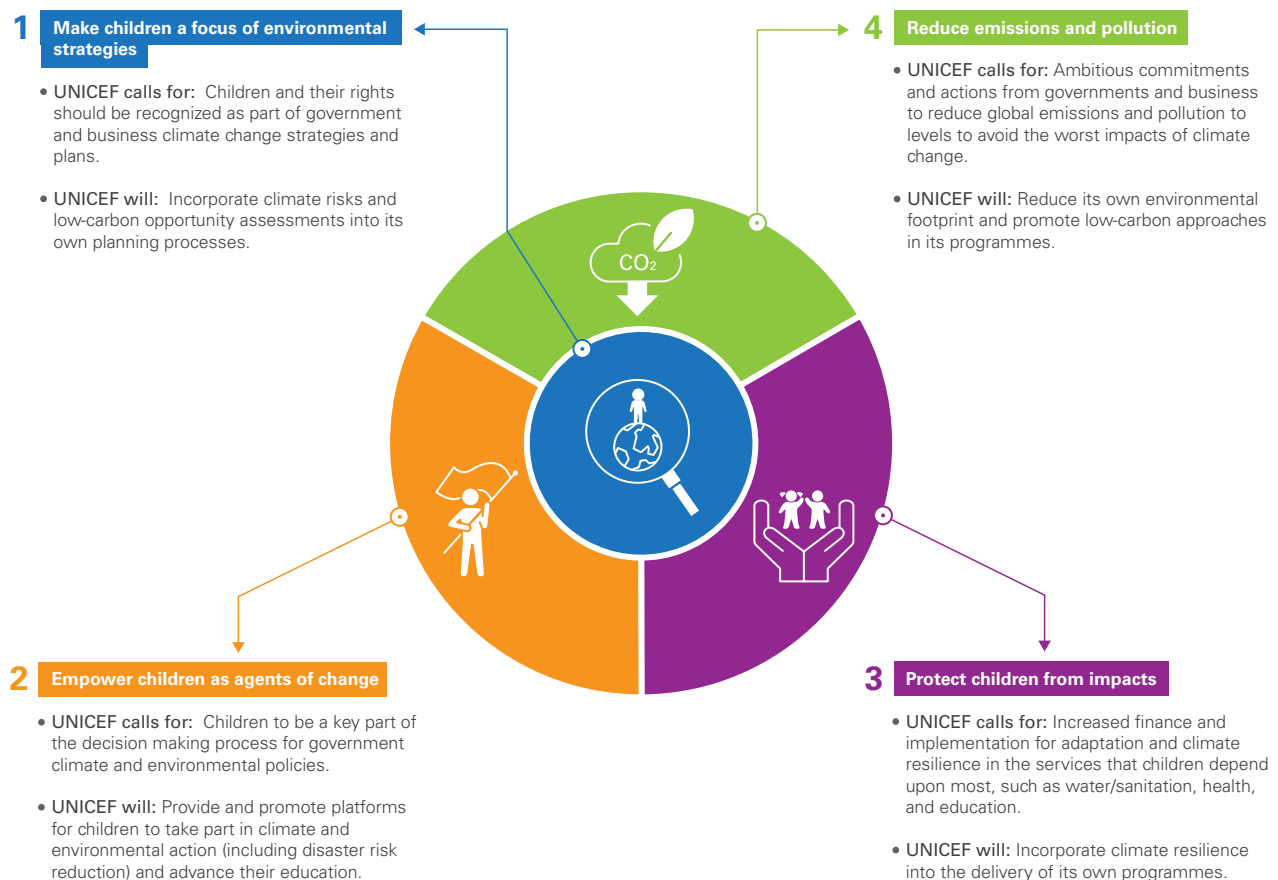 1 Make children a focus of environmental
strategies
• UNICEF calls for: Children and their rights
should be recognized as part of government
and business climate change strategies and
plans.
• UNICEF will: Incorporate climate risks and
low-carbon opportunity assessments into its
own planning processes.
4 Reduce emissions and pollution
• UNICEF calls for: Ambitious commitments
and actions from governments and business
to reduce global emissions and pollution to
levels to avoid the worst impacts of climate
change.
• UNICEF will: Reduce its own environmental
footprint and promote low-carbon approaches
in its programmes.
CO₂
2 Empower children as agents of change
• UNICEF calls for: Children to be a key part of
the decision making process for government
climate and environmental policies.
• UNICEF will: Provide and promote platforms
for children to take part in climate and
environmental action (including disaster risk
reduction) and advance their education.
3 Protect children from impacts
• UNICEF calls for: Increased finance and
implementation for adaptation and climate
resilience in the services that children depend
upon most, such as water/sanitation, health,
and education.
• UNICEF will: Incorporate climate resilience
into the delivery of its own programmes.